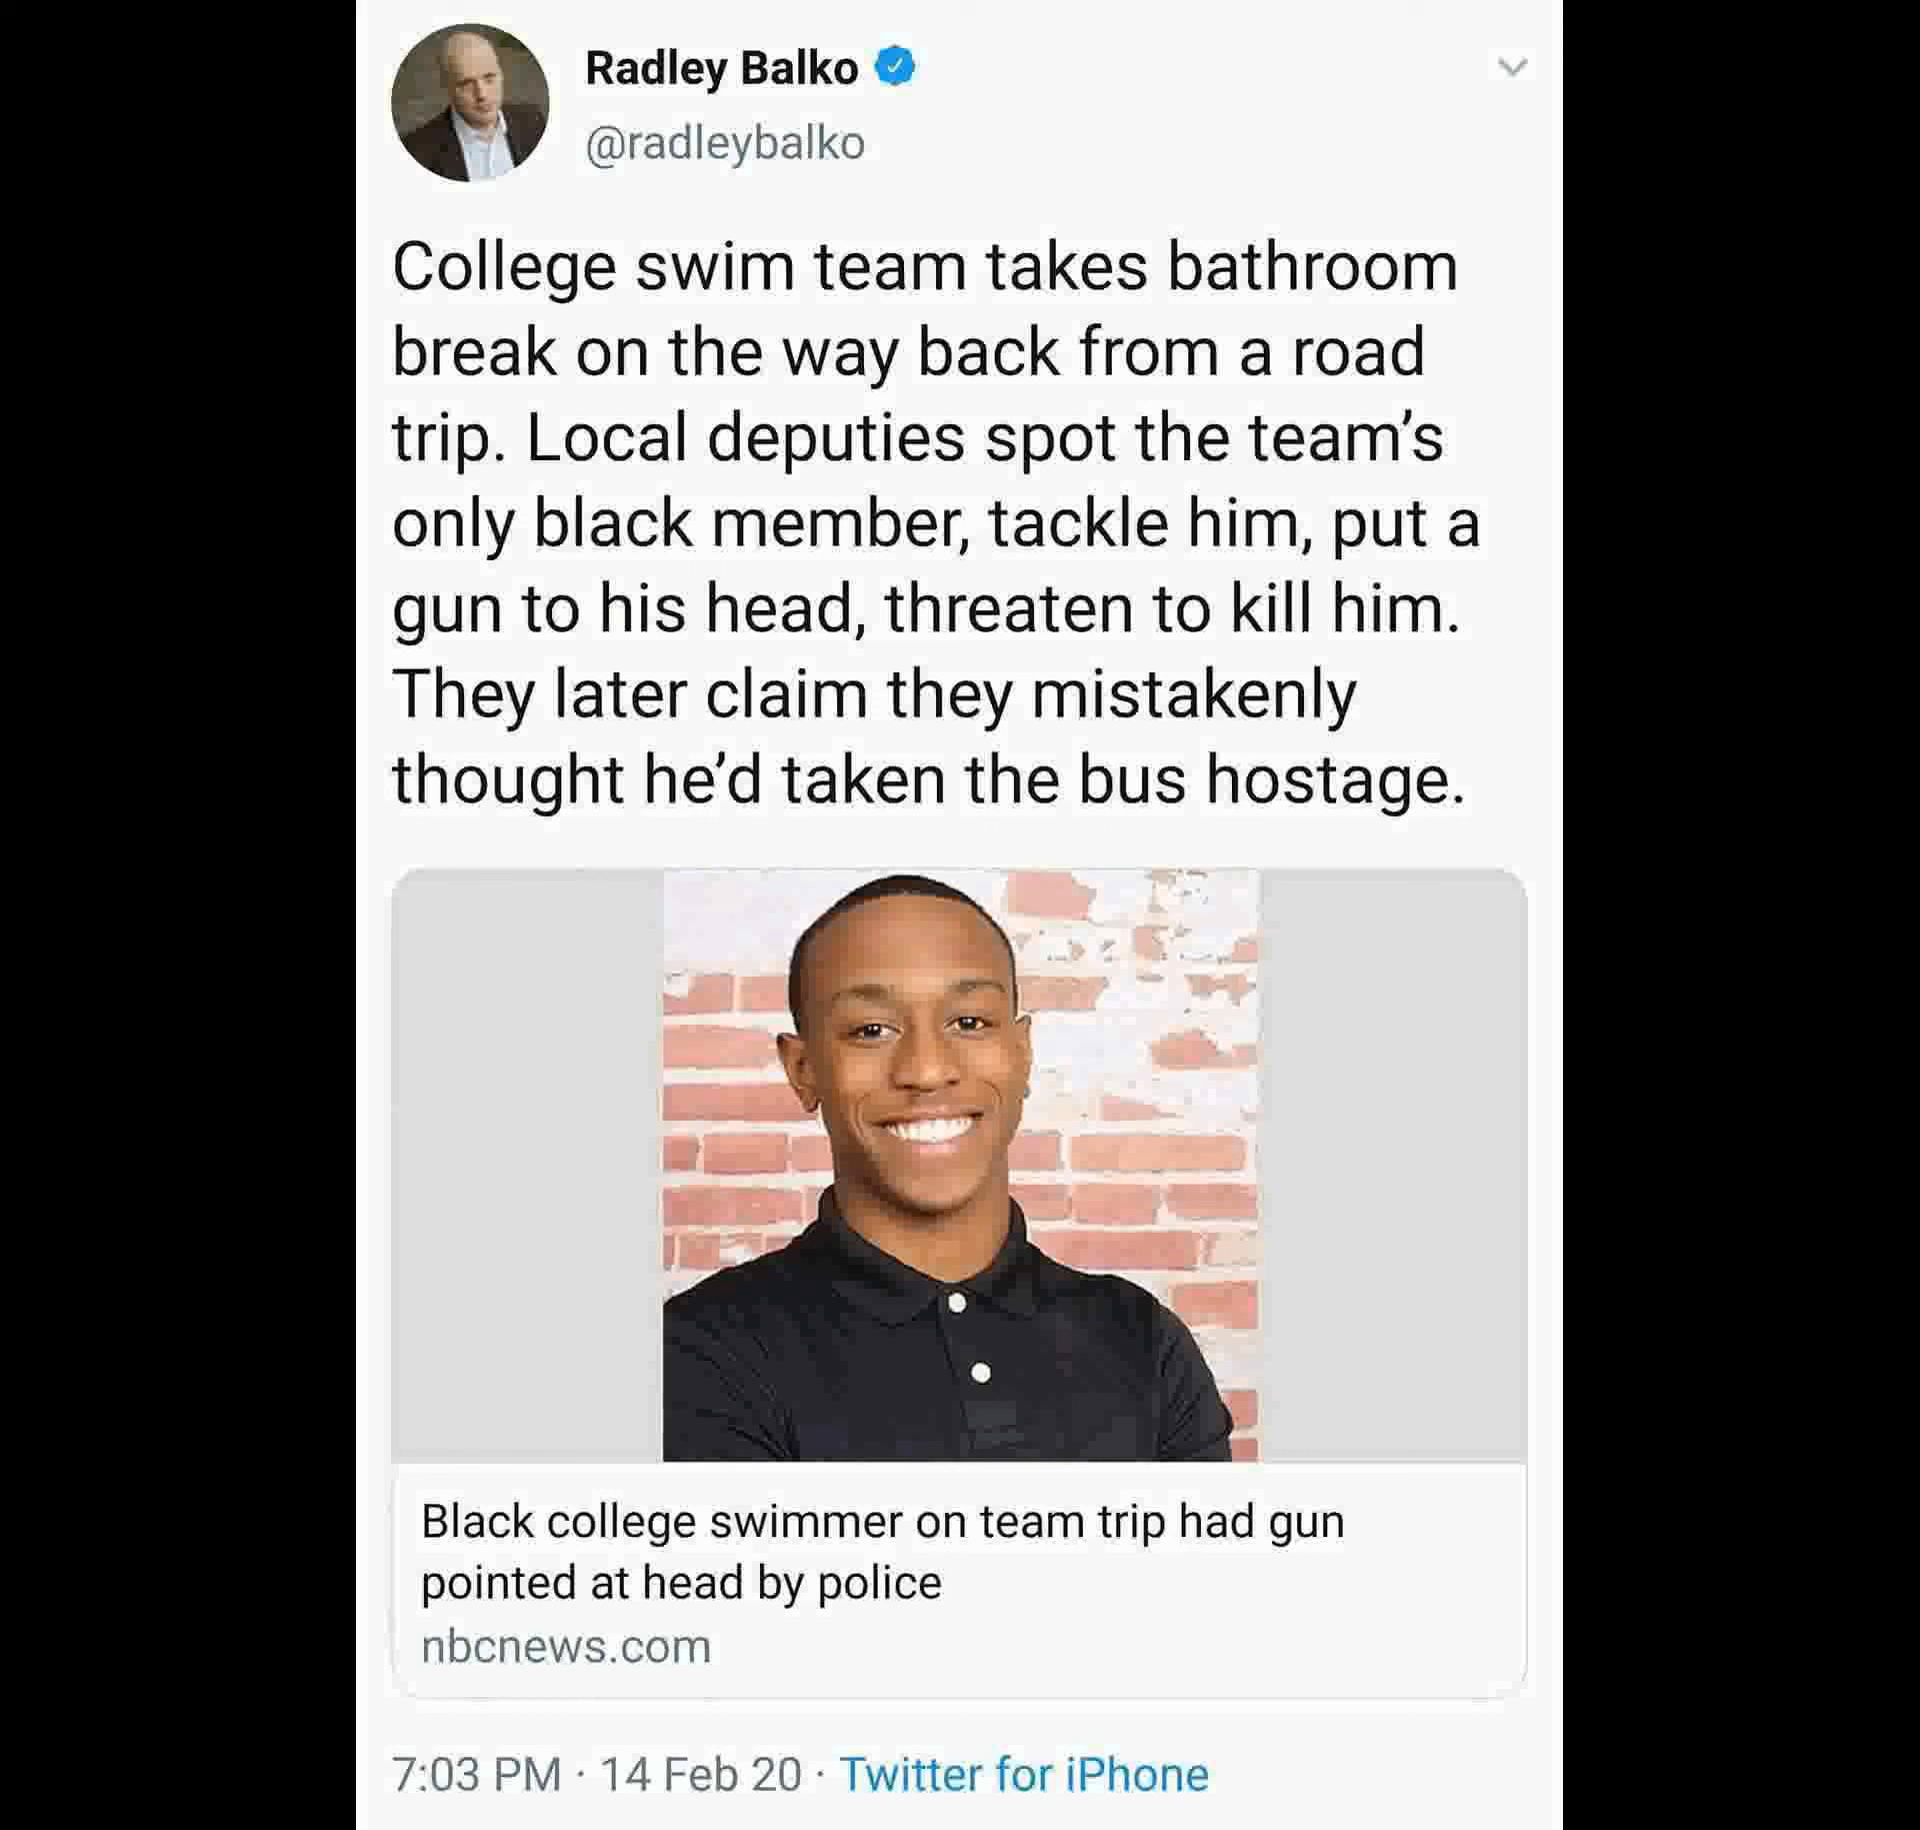 Radley Balko
@radleybalko
College swim team takes bathroom
break on the way back from a road
trip. Local deputies spot the team’s
only black member, tackle him, put a
gun to his head, threaten to kill him.
They later claim they mistakenly
thought he’d taken the bus hostage.
Black college swimmer on team trip had gun
pointed at head by police
nbcnews.com
7:03 PM · 14 Feb 20 · Twitter for iPhone